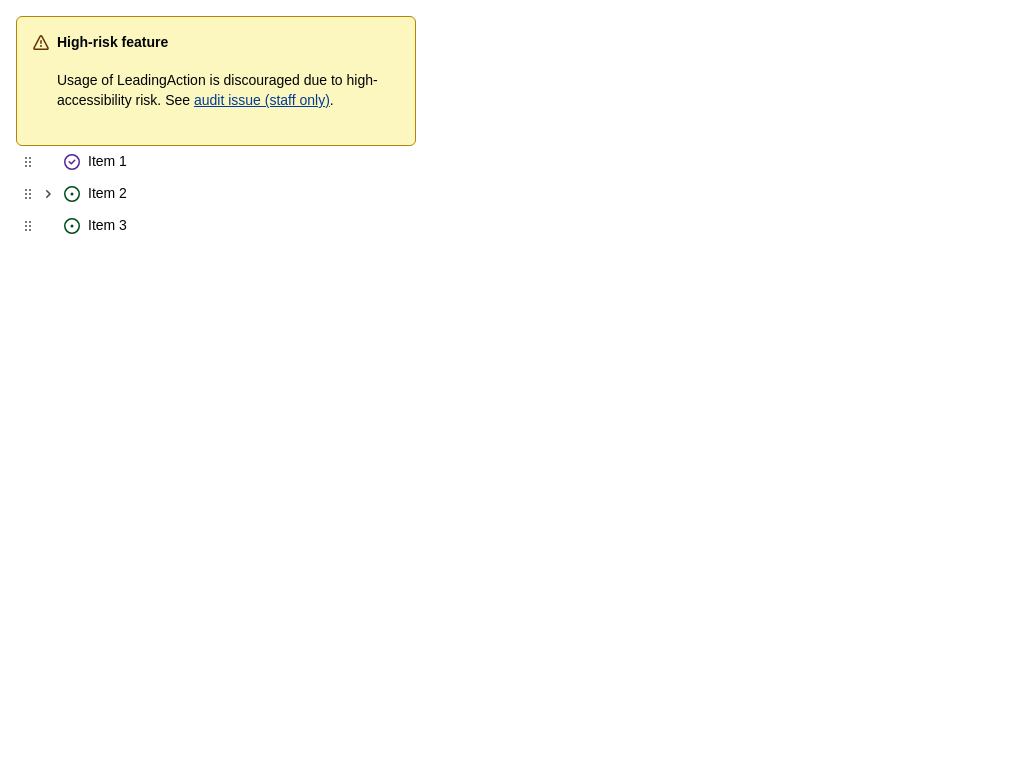 High-risk feature
Usage of LeadingAction is discouraged due to high-
accessibility risk. See audit issue (staff only).
Item 1
Item 2
Item 3